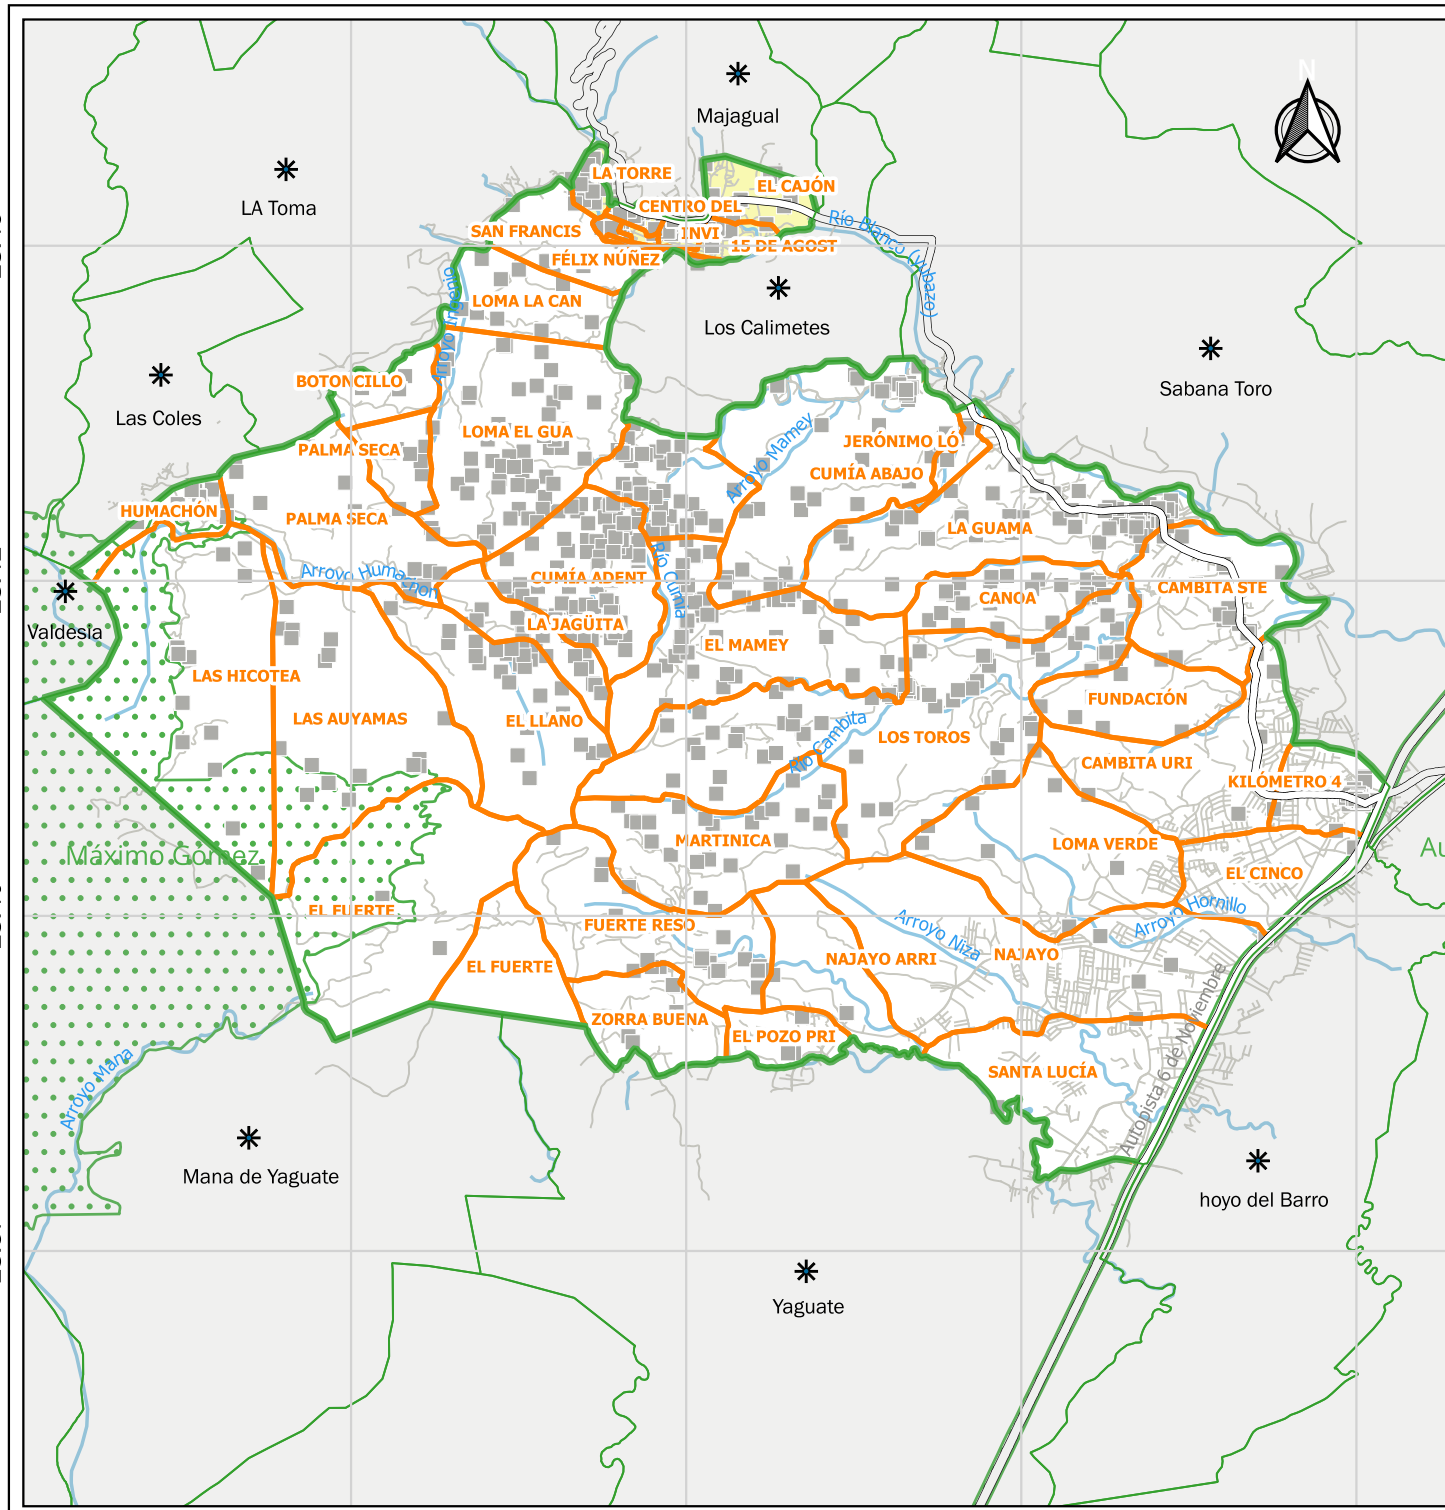 N
Majagual
LA TORRE
LA Toma
EL CAJÓN
CENTRO DEL
SAN FRANCIS
INVI
15 DE AGOST
Río Blanco (Yubazo)
FÉLIX NÚÑEZ
LOMA LA CAN
Los Calimetes
Arroyo Ingenio
Sabana Toro
Las Coles
BOTONCILLO
LOMA EL GUA
PALMA SECA
JERÓNIMO LÓ
Arroyo Mamey
CUMÍA ABAJO
HUMACHÓN
PALMA SECA
LA GUAMA
Arroyo Humachón
CUMÍA ADENT
Río Cumía
CANOA
CAMBITA STE
Valdesia
LA JAGÜITA
EL MAMEY
LAS HICOTEA
FUNDACIÓN
LAS AUYAMAS
EL LLANO
LOS TOROS
Río Cambita
CAMBITA URI
KILÓMETRO 4
MARTINICA
LOMA VERDE
Máximo Gómez
Au
EL CINCO
EL FUERTE
FUERTE RESO
Arroyo Niza
Arroyo Hornillo
NAJAYO ARRI
NAJAYO
EL FUERTE
ZORRA BUENA
EL POZO PRI
Autopista 6 de Noviembre
SANTA LUCÍA
Arroyo Mana
Mana de Yaguate
hoyo del Barro
Yaguate